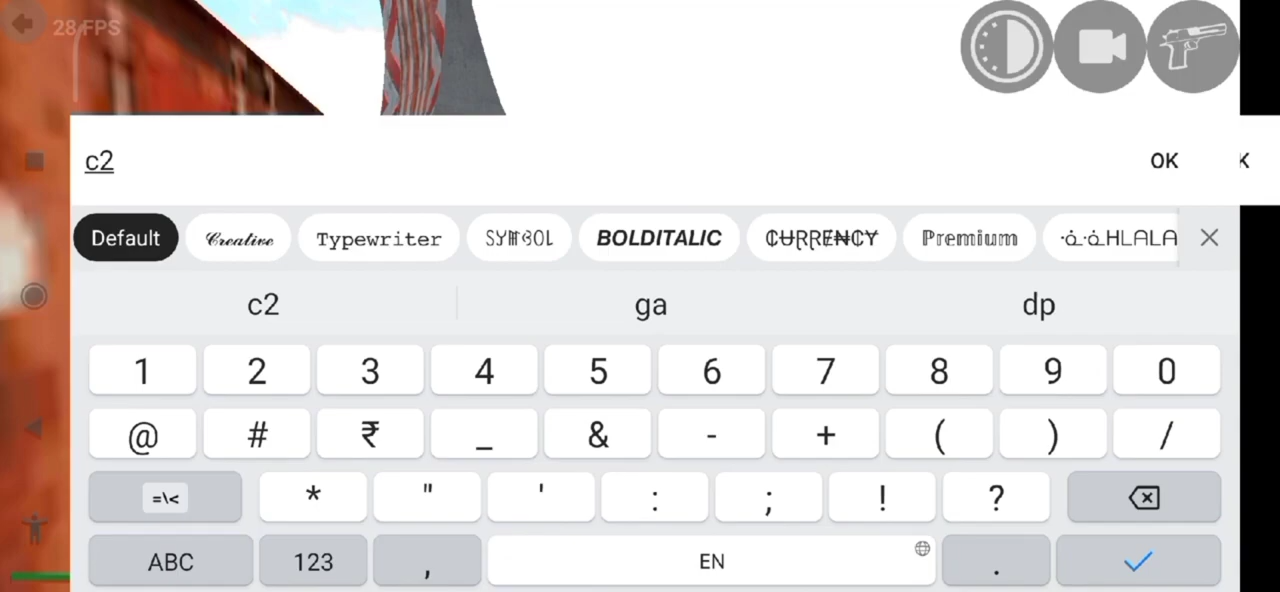 28 FPS
c2 OK K
Default Creative Typewriter SYMBOL BOLDITALIC CURRENCY Premium HLALA
c2 ga dp
1 2 3 4 5 6 7 8 9 0
@ # ₹ _ & - + ( ) /
=\< * " ' : ; ! ?
ABC 123 , EN .